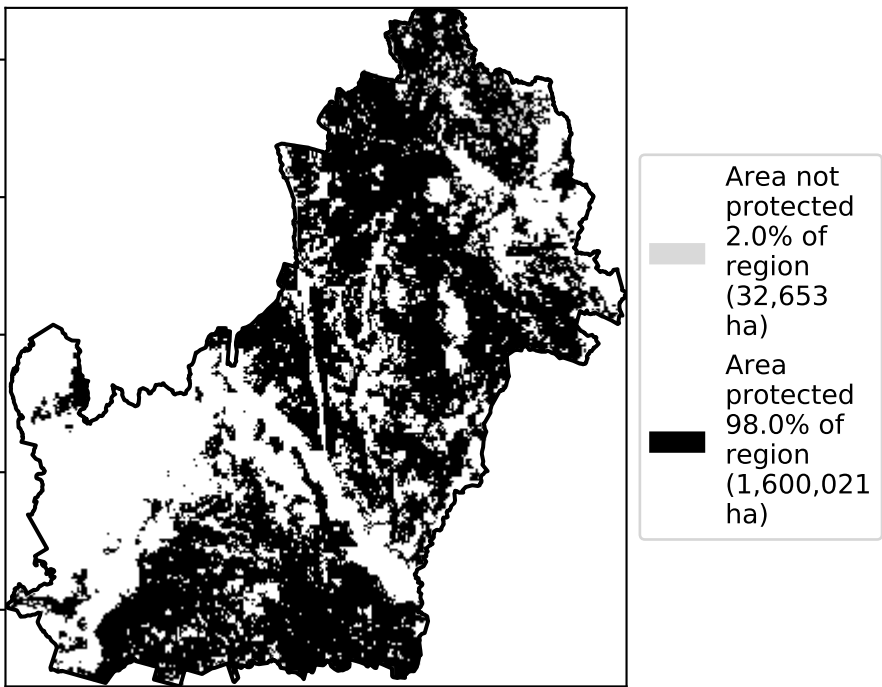 Area not
protected
2.0% of
region
(32,653
ha)
Area
protected
98.0% of
region
(1,600,021
ha)